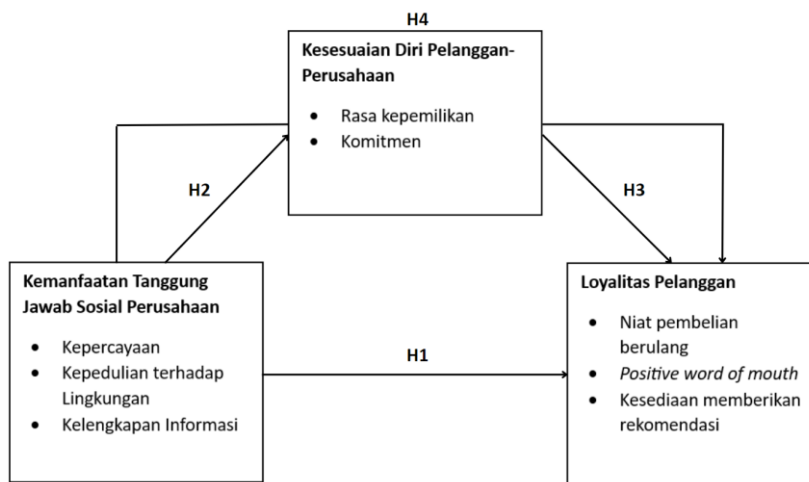 H4
Kesesuaian Diri Pelanggan-
Perusahaan
• Rasa kepemilikan
• Komitmen
H2
H3
Kemanfaatan Tanggung
Jawab Sosial Perusahaan
• Kepercayaan
• Kepedulian terhadap
Lingkungan
• Kelengkapan Informasi
H1
Loyalitas Pelanggan
• Niat pembelian
berulang
• Positive word of mouth
• Kesediaan memberikan
rekomendasi